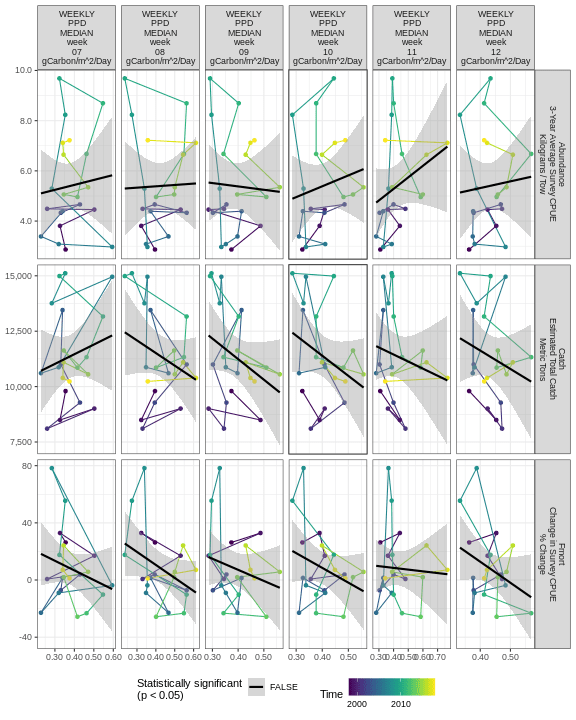 WEEKLY
PPD
MEDIAN
week
07
gCarbon/m^2/Day
WEEKLY
PPD
MEDIAN
week
08
gCarbon/m^2/Day
WEEKLY
PPD
MEDIAN
week
09
gCarbon/m^2/Day
WEEKLY
PPD
MEDIAN
week
10
gCarbon/m^2/Day
WEEKLY
PPD
MEDIAN
week
11
gCarbon/m^2/Day
WEEKLY
PPD
MEDIAN
week
12
gCarbon/m^2/Day
10.0
8.0
6.0
4.0
Abundance
3-Year Average Survey CPUE
Kilograms / Tow
15,000
12,500
10,000
7,500
Catch
Estimated Total Catch
Metric Tons
80
40
0
-40
Fmort
Change in Survey CPUE
% Change
0.30 0.40 0.50 0.60
0.40 0.50 0.60
0.30 0.40 0.50
0.30 0.40 0.50
0.30 0.40 0.50 0.60 0.70
0.40 0.50
Statistically significant
(p < 0.05)
FALSE
Time
2000 2010